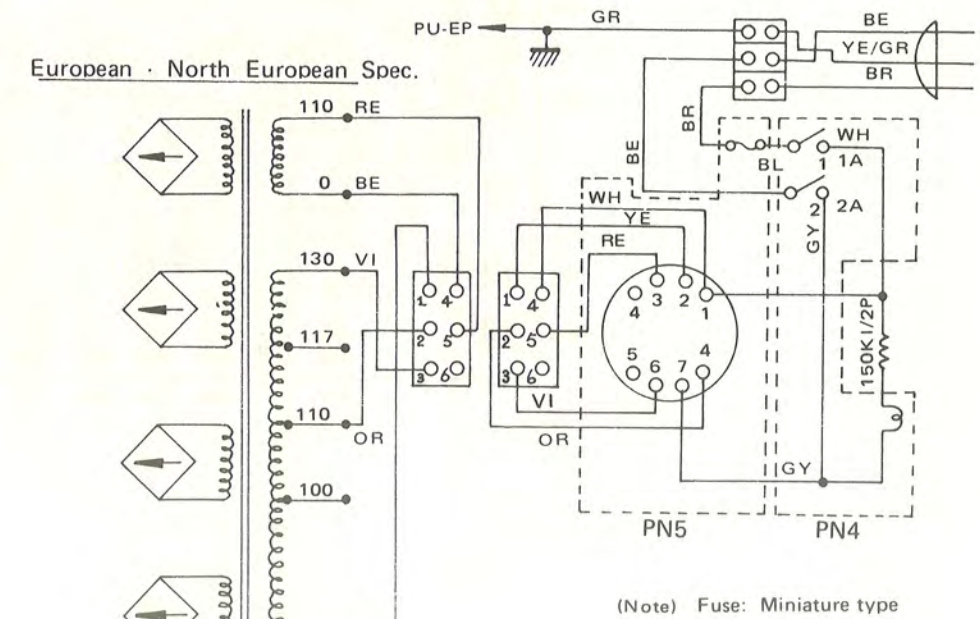 PU-EP
GR
BE
YE/GR
BR
European · North European Spec.
110 RE
0 BE
130 VI
117
110
OR
100
1 4
2 5
3 6
1 4
2 5
3 6
WH
YE
RE
VI
OR
BE
BR
BL
WH
1 1A
2 2A
GY
3 2 1
4
5
6 7 4
150K1/2P
GY
PN5
PN4
(Note) Fuse: Miniature type